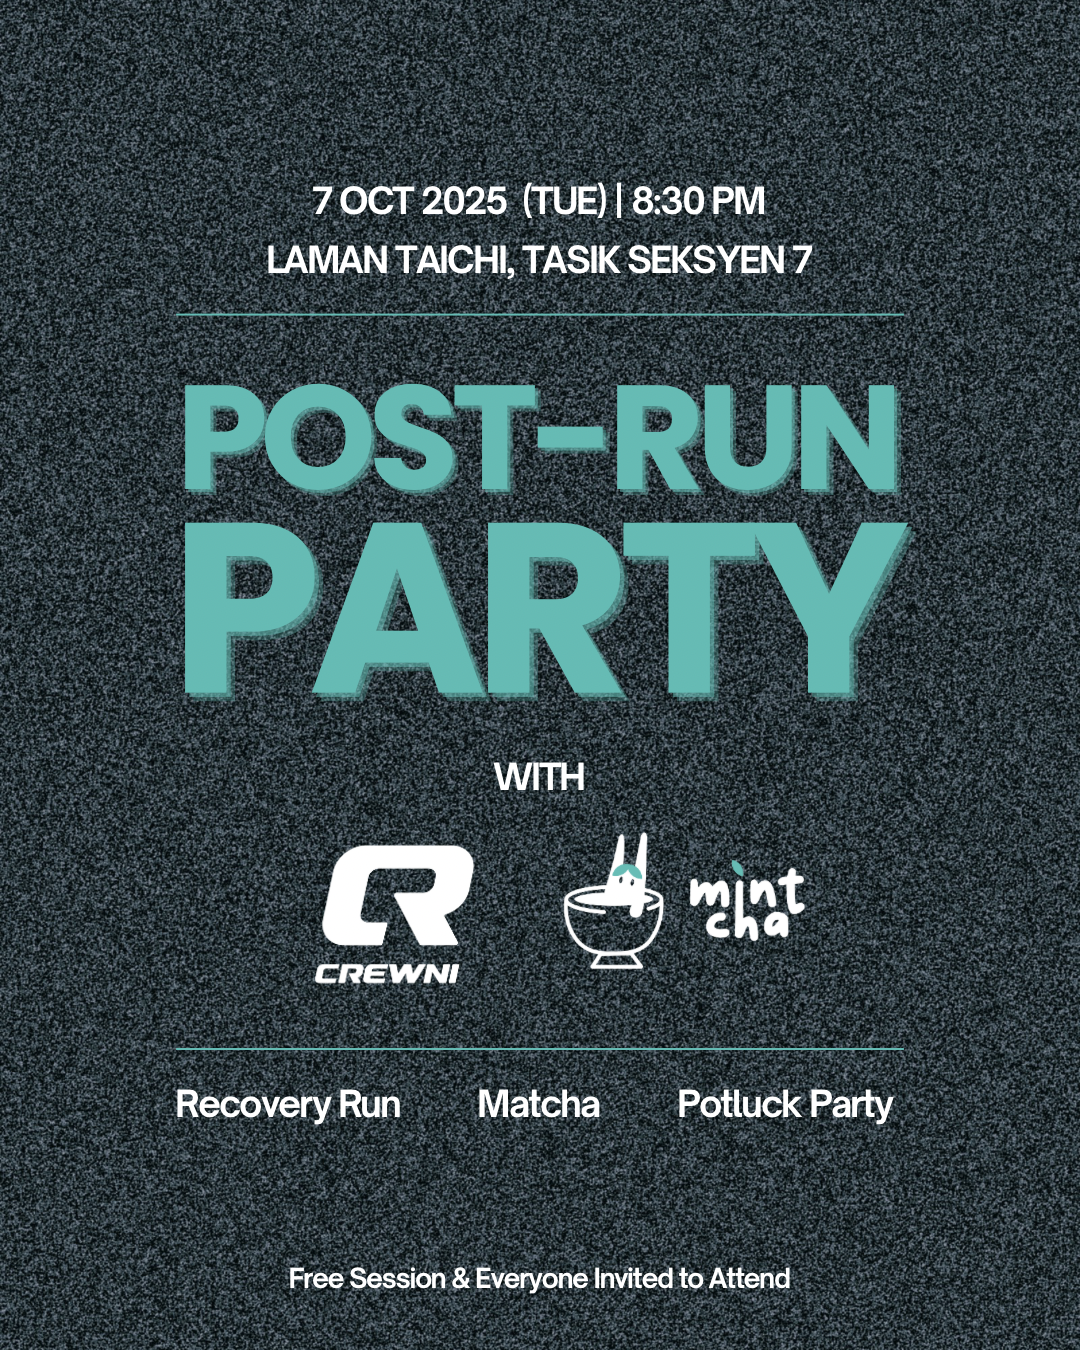 7 OCT 2025 (TUE) | 8:30 PM
LAMAN TAICHI, TASIK SEKSYEN 7
POST-RUN
PARTY
WITH
CR
CREWNI
mint
cha
Recovery Run Matcha Potluck Party
Free Session & Everyone Invited to Attend